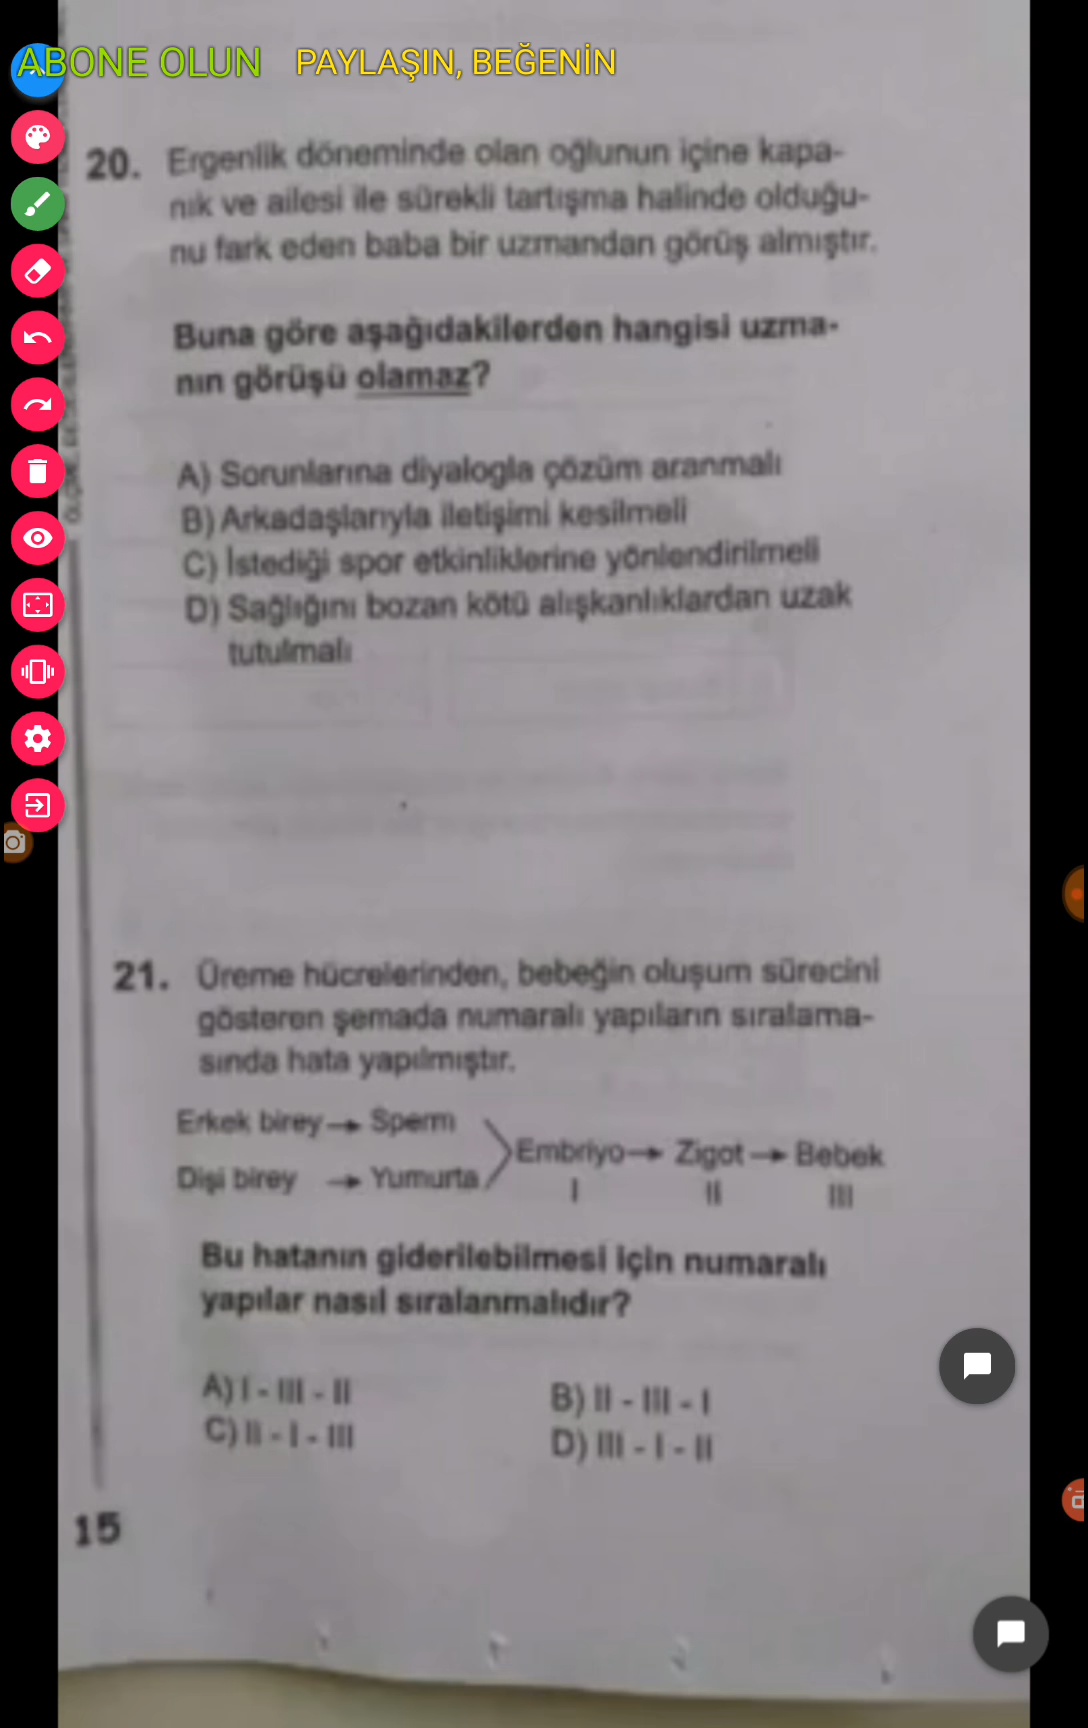 ABONE OLUN PAYLAŞIN, BEĞENİN
20. Ergenlik döneminde olan oğlunun içine kapa-
nık ve ailesi ile sürekli tartışma halinde olduğu-
nu fark eden baba bir uzmandan görüş almıştır.
Buna göre aşağıdakilerden hangisi uzma-
nın görüşü olamaz?
A) Sorunlarına diyalogla çözüm aranmalı
B) Arkadaşlarıyla iletişimi kesilmeli
C) İstediği spor etkinliklerine yönlendirilmeli
D) Sağlığını bozan kötü alışkanlıklardan uzak
tutulmalı
21. Üreme hücrelerinden, bebeğin oluşum sürecini
gösteren şemada numaralı yapıların sıralama-
sında hata yapılmıştır.
Erkek birey → Sperm
Dişi birey → Yumurta
Embriyo → Zigot → Bebek
I II III
Bu hatanın giderilebilmesi için numaralı
yapılar nasıl sıralanmalıdır?
A) I - III - II
B) II - III - I
C) II - I - III
D) III - I - II
15